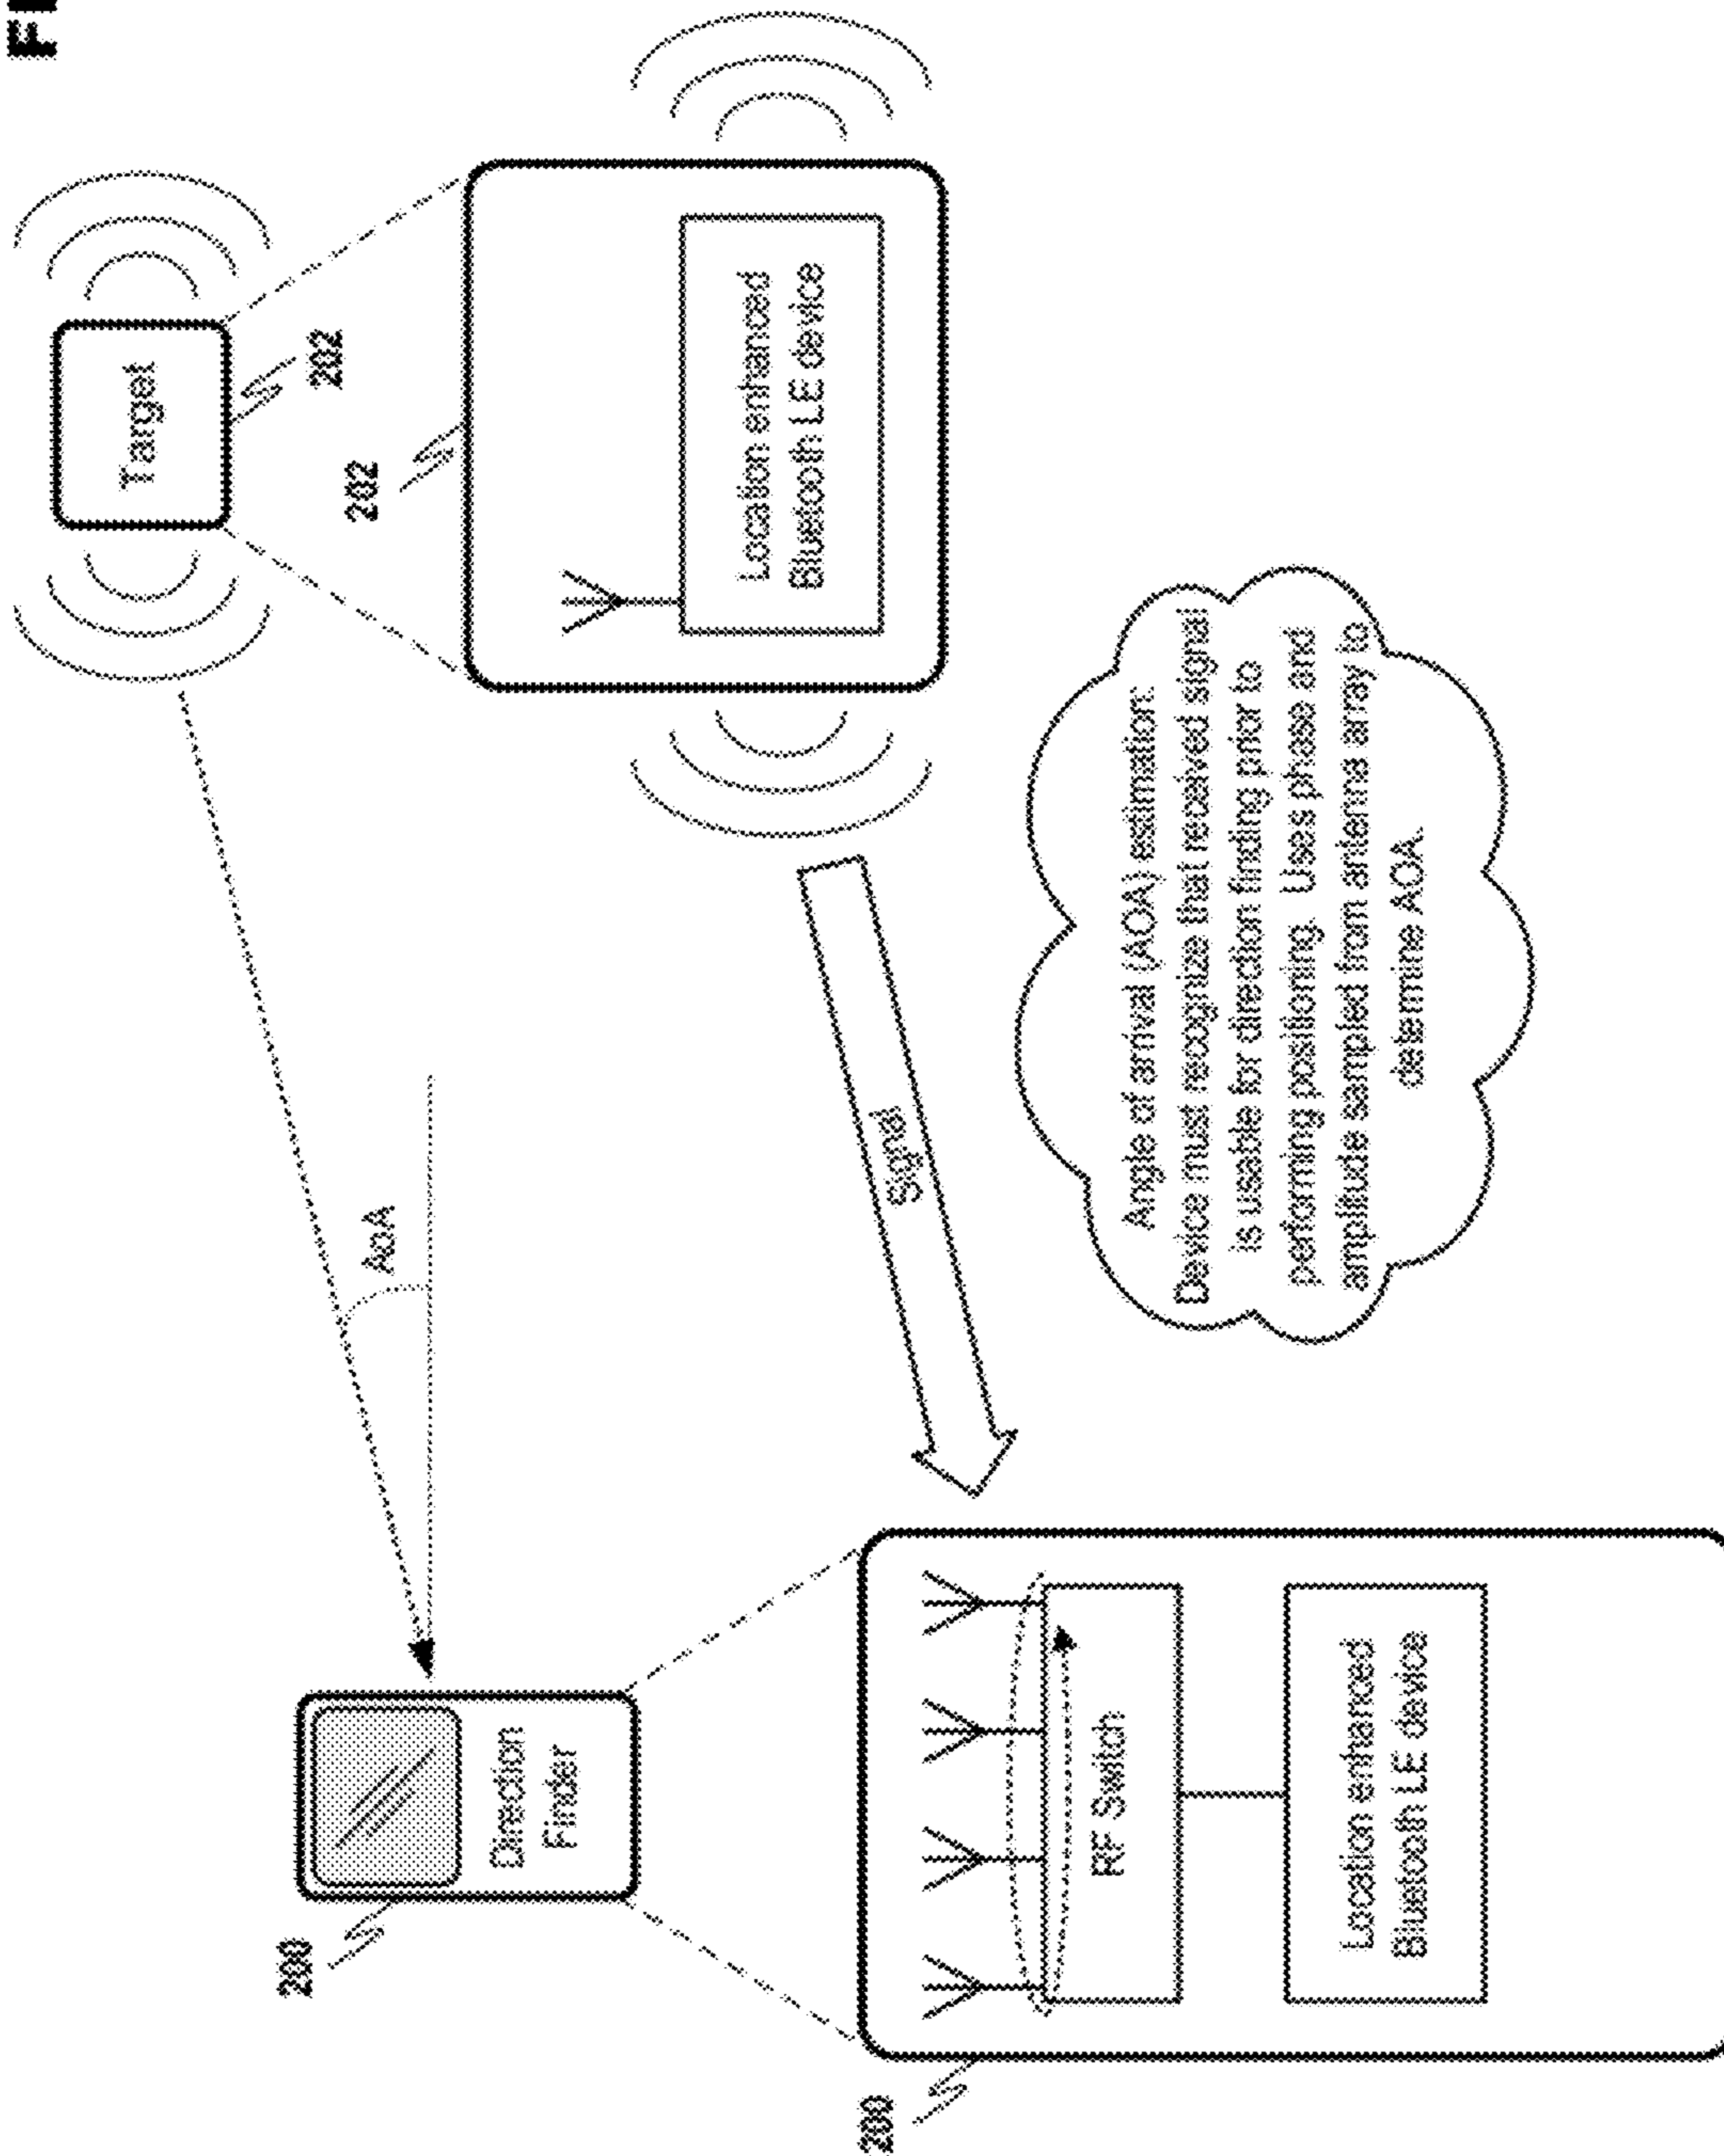 FI
Target
202
202
Location enhanced
Bluetooth LE device
AoA
Signal
Direction
Finder
200
200
RF Switch
Location enhanced
Bluetooth LE device
Angle of arrival (AOA) estimation:
Device must recognize that received signal
is usable for direction finding prior to
performing positioning. Uses phase and
amplitude sampled from antenna array to
determine AOA.